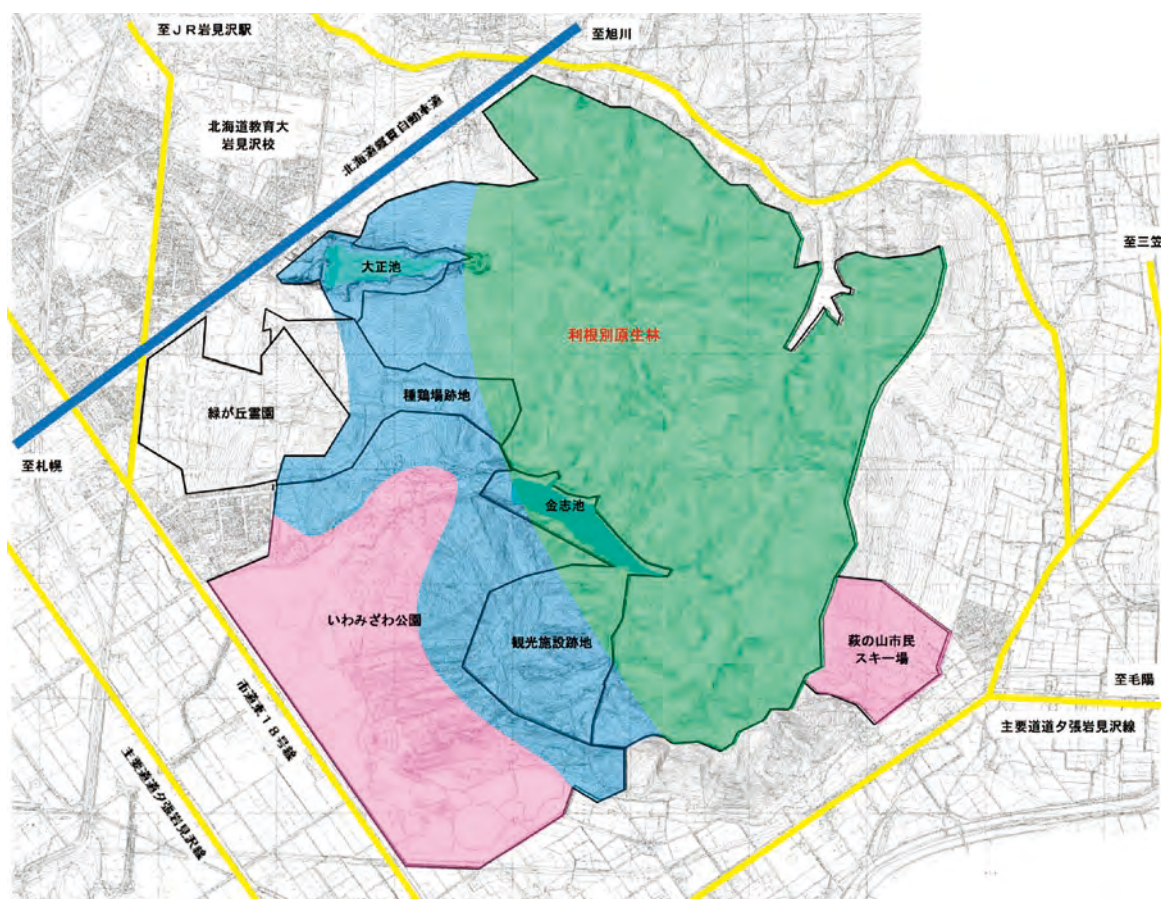 至JR岩見沢駅
至旭川
北海道教育大
岩見沢校
北海道縦貫自動車道
至三笠
大正池
利根別原生林
種鶏場跡地
緑が丘霊園
至札幌
金志池
いわみざわ公園
観光施設跡地
萩の山市民
スキー場
至毛陽
市道東18号線
主要道道夕張岩見沢線
主要道道夕張岩見沢線